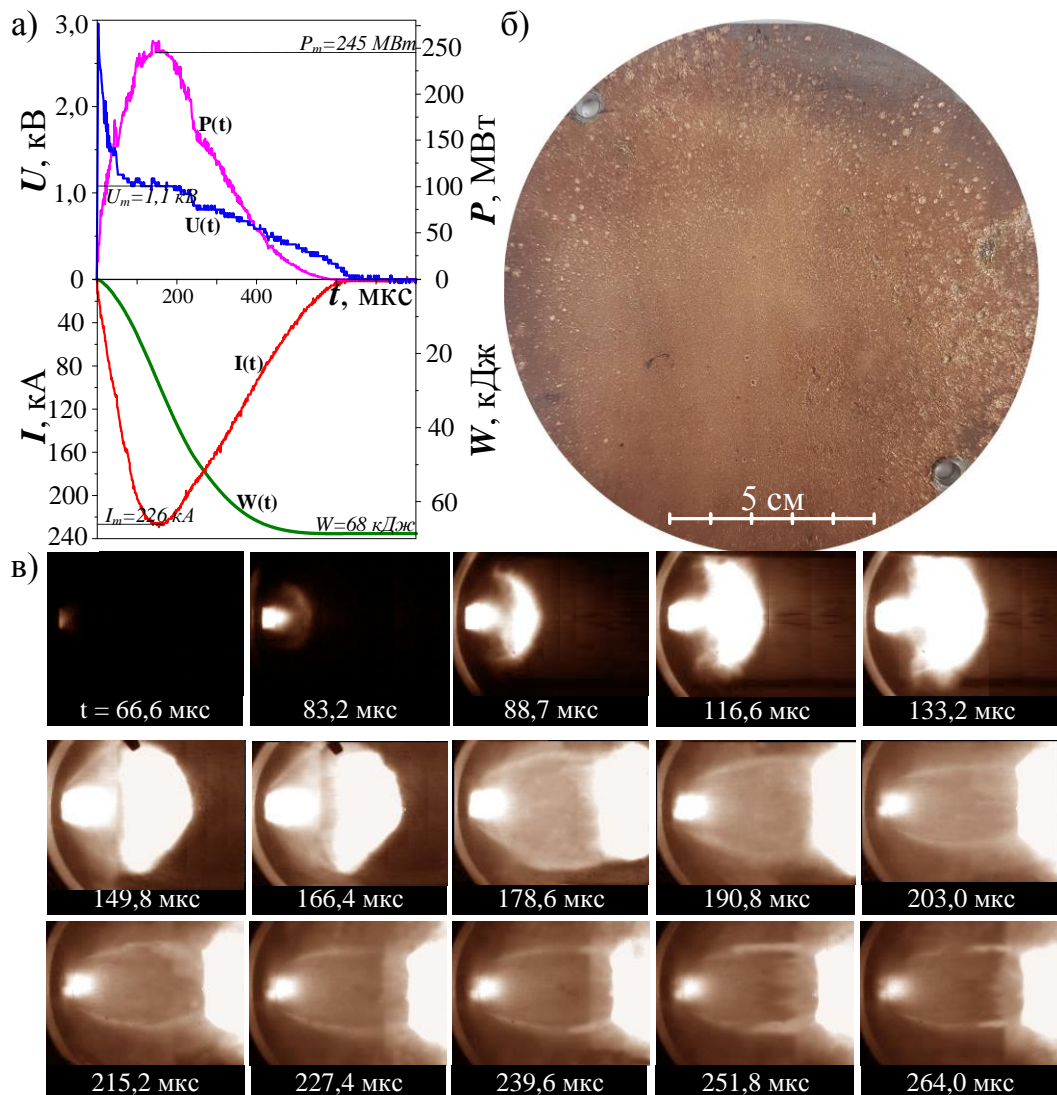 а)
3,0
2,0
1,0
0
U, кВ
P_m=245 МВт
P(t)
U_m=1,1 кВ
U(t)
250
200
150
100
50
0
P, МВт
200
400
t, мкс
40
80
120
160
200
240
I, кА
I(t)
W(t)
I_m=226 кА
W=68 кДж
20
40
60
W, кДж
б)
5 см
в)
t = 66,6 мкс
83,2 мкс
88,7 мкс
116,6 мкс
133,2 мкс
149,8 мкс
166,4 мкс
178,6 мкс
190,8 мкс
203,0 мкс
215,2 мкс
227,4 мкс
239,6 мкс
251,8 мкс
264,0 мкс